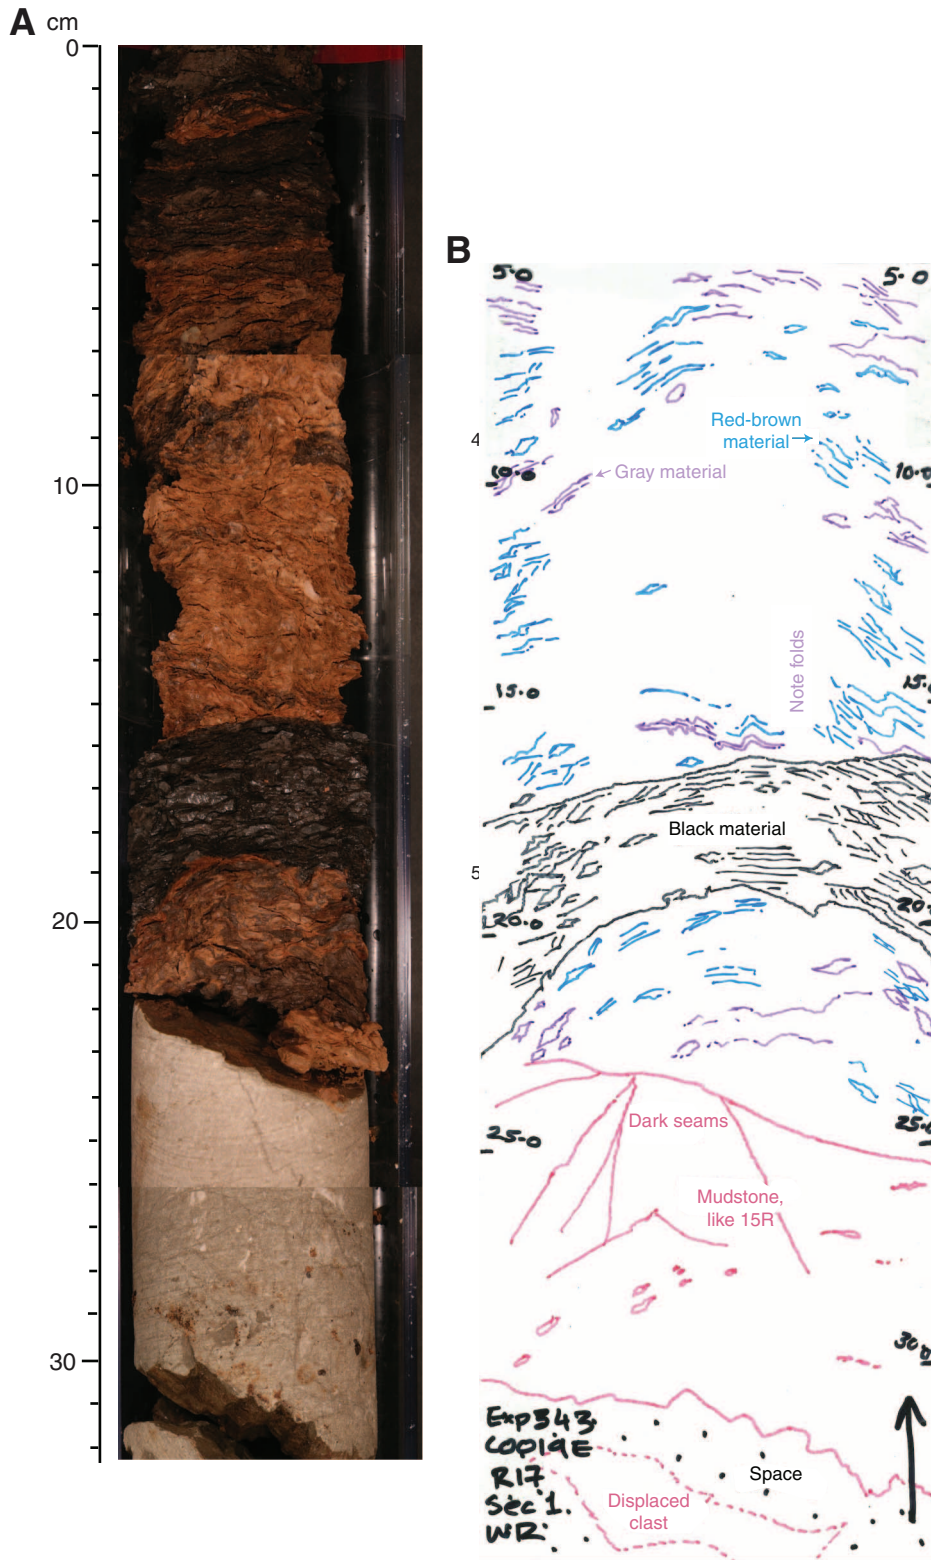 A cm
0
10
20
30
B
5.0
5.0
Red-brown
material
4
Gray material
10.0
10.0
Note folds
15.0
15.0
Black material
5
20.0
20.
Dark seams
25.0
25.0
Mudstone,
like 15R
30.0
Exp343
C0019E
R17
Sec 1.
WR
Space
Displaced
clast